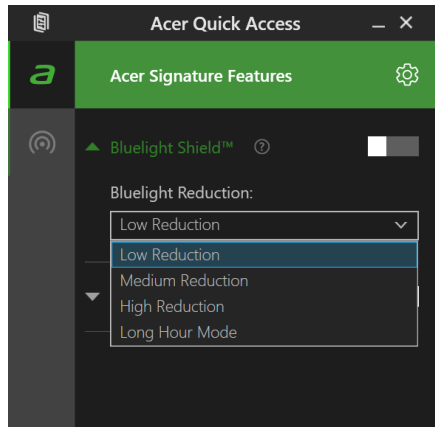 Acer Quick Access
a
Acer Signature Features
Bluelight Shield™ ?
Bluelight Reduction:
Low Reduction
Low Reduction
Medium Reduction
High Reduction
Long Hour Mode